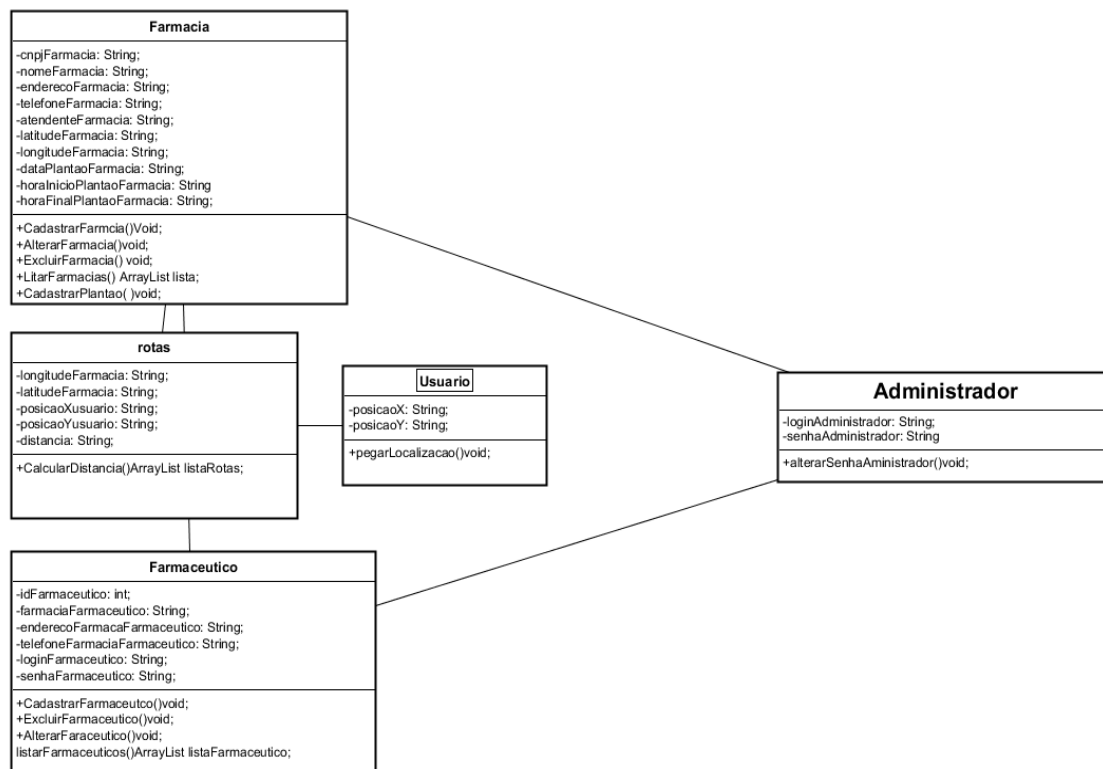 Farmacia
-cnpjFarmacia: String;
-nomeFarmacia: String;
-enderecoFarmacia: String;
-telefoneFarmacia: String;
-atendenteFarmacia: String;
-latitudeFarmacia: String;
-longitudeFarmacia: String;
-dataPlantaoFarmacia: String;
-horaInicioPlantaoFarmacia: String
-horaFinalPlantaoFarmacia: String;
+CadastrarFarmcia()Void;
+AlterarFarmacia()void;
+ExcluirFarmacia() void;
+LitarFarmacias() ArrayList lista;
+CadastrarPlantao( )void;
rotas
-longitudeFarmacia: String;
-latitudeFarmacia: String;
-posicaoXusuario: String;
-posicaoYusuario: String;
-distancia: String;
+CalcularDistancia()ArrayList listaRotas;
Usuario
-posicaoX: String;
-posicaoY: String;
+pegarLocalizacao()void;
Administrador
-loginAdministrador: String;
-senhaAdministrador: String
+alterarSenhaAministrador()void;
Farmaceutico
-idFarmaceutico: int;
-farmaciaFarmaceutico: String;
-enderecoFarmacaFarmaceutico: String;
-telefoneFarmaciaFarmaceutico: String;
-loginFarmaceutico: String;
-senhaFarmaceutico: String;
+CadastrarFarmaceutco()void;
+ExcluirFarmaceutico()void;
+AlterarFaraceutico()void;
listarFarmaceuticos()ArrayList listaFarmaceutico;